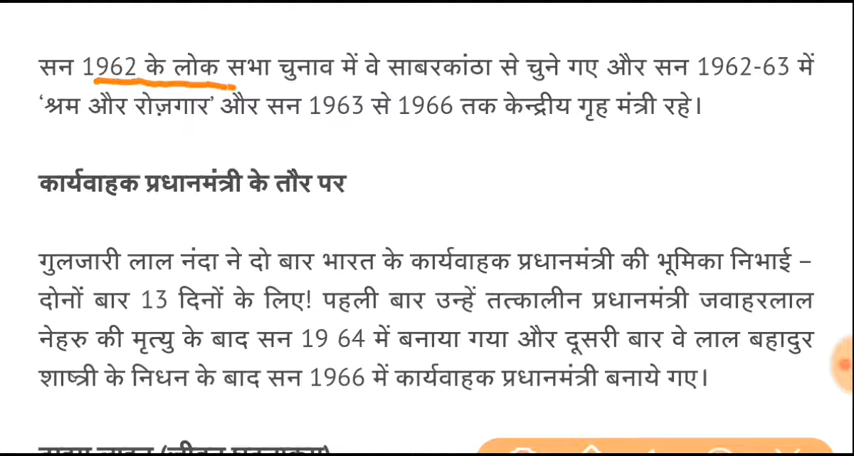 सन 1962 के लोक सभा चुनाव में वे साबरकांठा से चुने गए और सन 1962-63 में
‘श्रम और रोज़गार’ और सन 1963 से 1966 तक केन्द्रीय गृह मंत्री रहे।
कार्यवाहक प्रधानमंत्री के तौर पर
गुलजारी लाल नंदा ने दो बार भारत के कार्यवाहक प्रधानमंत्री की भूमिका निभाई –
दोनों बार 13 दिनों के लिए! पहली बार उन्हें तत्कालीन प्रधानमंत्री जवाहरलाल
नेहरु की मृत्यु के बाद सन 19 64 में बनाया गया और दूसरी बार वे लाल बहादुर
शाष्त्री के निधन के बाद सन 1966 में कार्यवाहक प्रधानमंत्री बनाये गए।